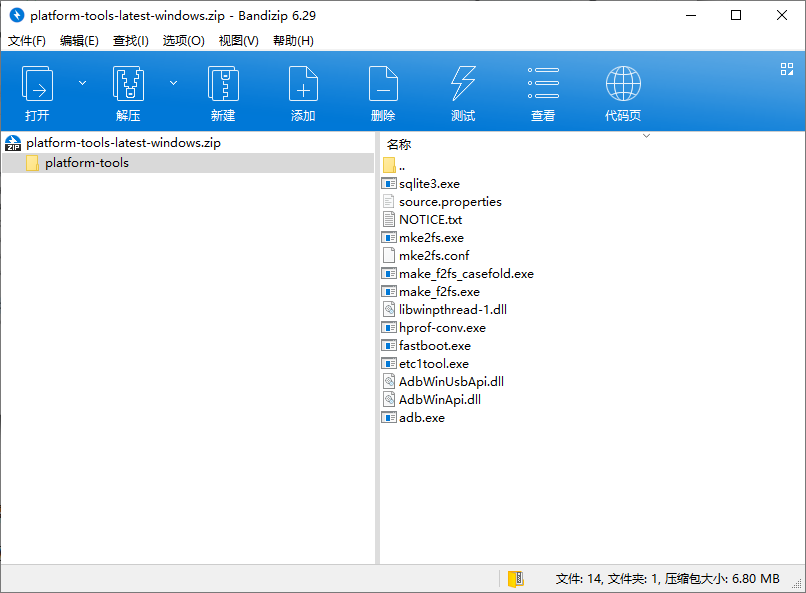 platform-tools-latest-windows.zip - Bandizip 6.29
文件(F) 编辑(E) 查找(I) 选项(O) 视图(V) 帮助(H)
打开 解压 新建 添加 删除 测试 查看 代码页
ZIP platform-tools-latest-windows.zip
platform-tools
名称
..
sqlite3.exe
source.properties
NOTICE.txt
mke2fs.exe
mke2fs.conf
make_f2fs_casefold.exe
make_f2fs.exe
libwinpthread-1.dll
hprof-conv.exe
fastboot.exe
etc1tool.exe
AdbWinUsbApi.dll
AdbWinApi.dll
adb.exe
文件: 14, 文件夹: 1, 压缩包大小: 6.80 MB